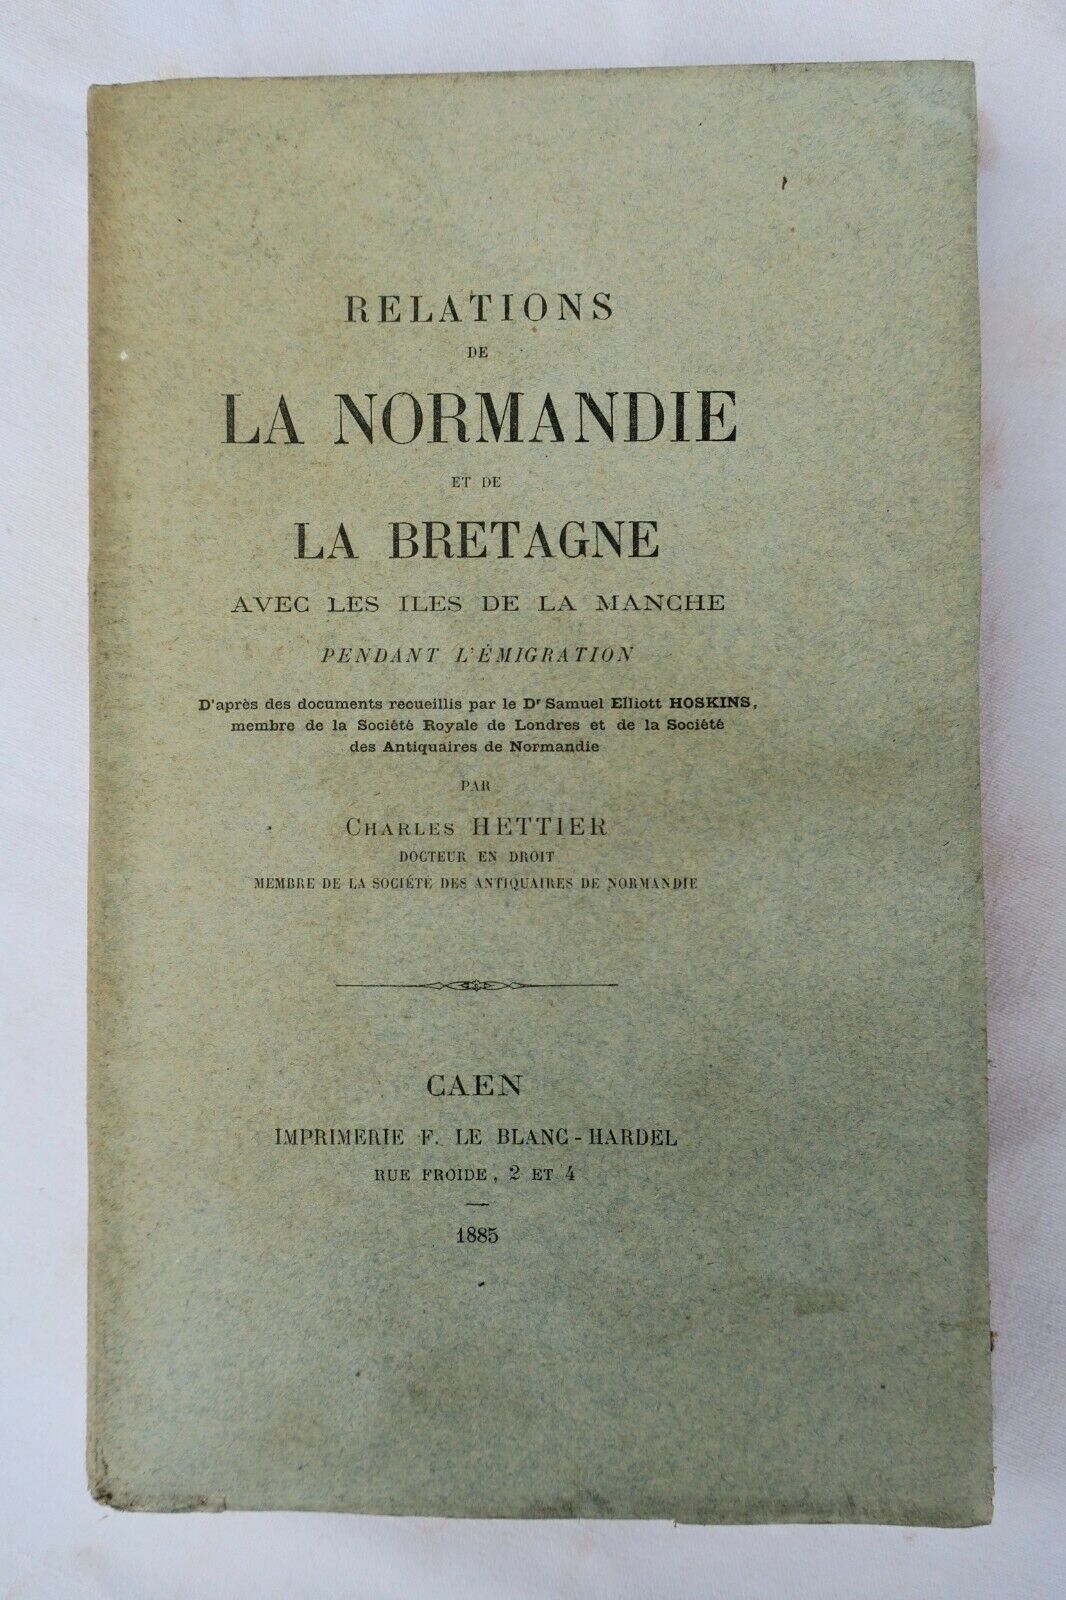 RELATIONS
DE
LA NORMANDIE
ET DE
LA BRETAGNE
AVEC LES ILES DE LA MANCHE
PENDANT L'ÉMIGRATION
D'après des documents recueillis par le Dr Samuel Elliott HOSKINS,
membre de la Société Royale de Londres et de la Société
des Antiquaires de Normandie
PAR
CHARLES HETTIER
DOCTEUR EN DROIT
MEMBRE DE LA SOCIÉTÉ DES ANTIQUAIRES DE NORMANDIE
CAEN
IMPRIMERIE F. LE BLANC-HARDEL
RUE FROIDE, 2 ET 4
1885